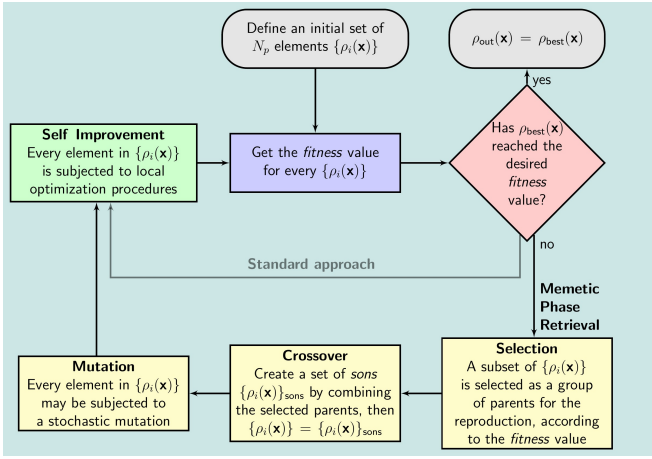 Define an initial set of
N_p elements {ρ_i(x)}
ρ_out(x) = ρ_best(x)
yes
Self Improvement
Every element in {ρ_i(x)}
is subjected to local
optimization procedures
Get the fitness value
for every {ρ_i(x)}
Has ρ_best(x)
reached the
desired
fitness
value?
no
Standard approach
Memetic
Phase
Retrieval
Mutation
Every element in {ρ_i(x)}
may be subjected to
a stochastic mutation
Crossover
Create a set of sons
{ρ_i(x)}_sons by combining
the selected parents, then
{ρ_i(x)} = {ρ_i(x)}_sons
Selection
A subset of {ρ_i(x)}
is selected as a group
of parents for the
reproduction, according
to the fitness value